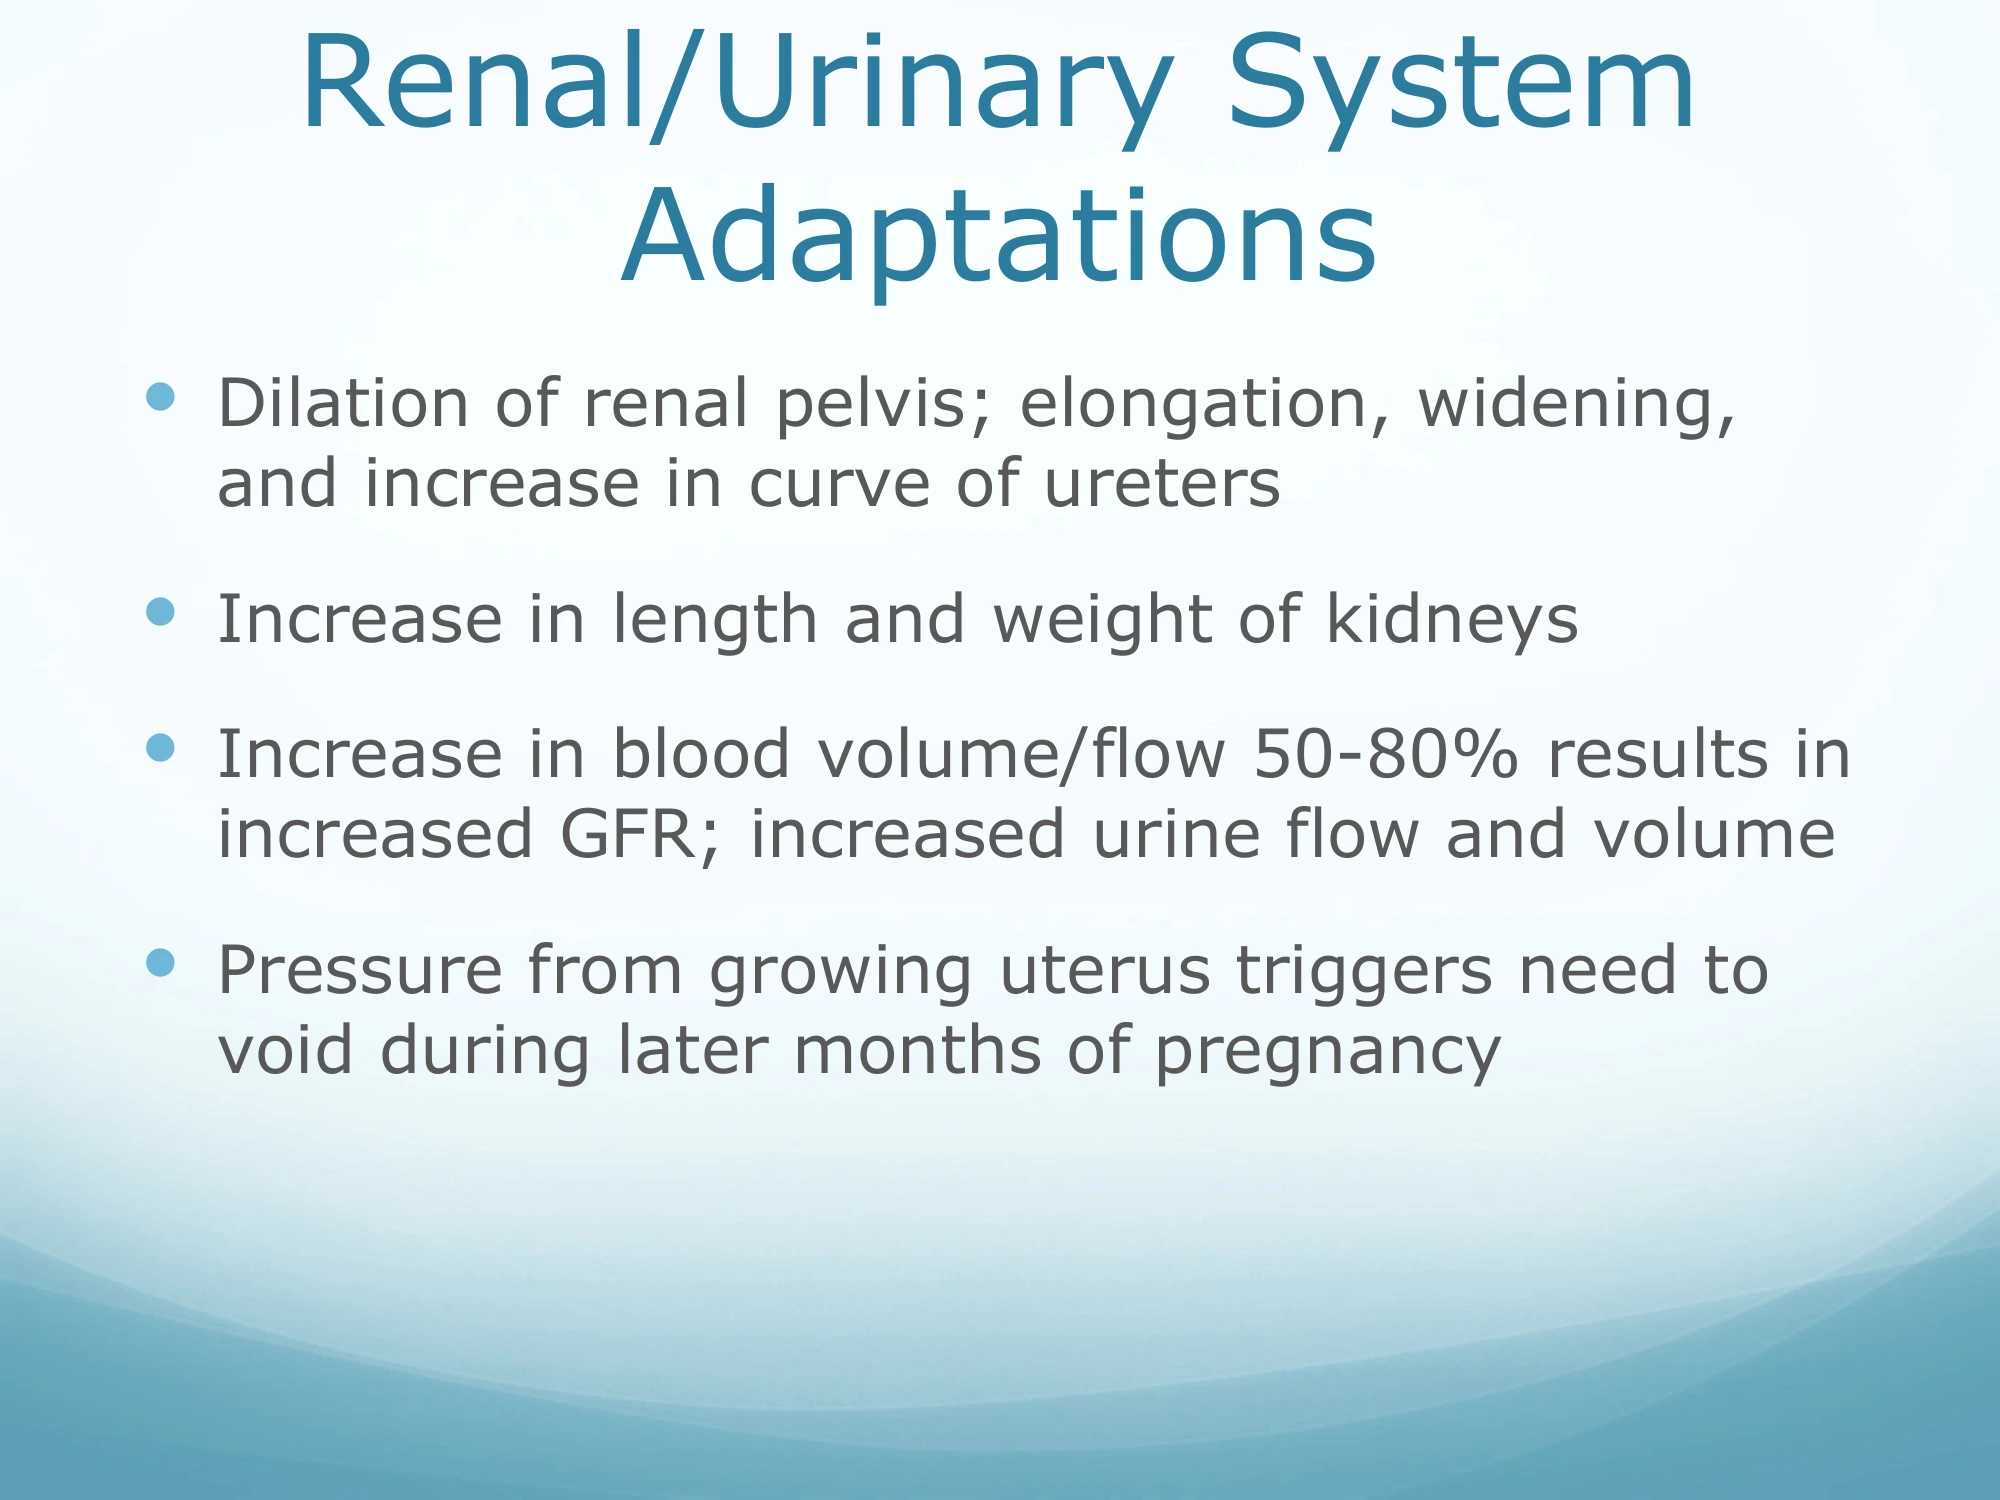 Renal/Urinary System
Adaptations
• Dilation of renal pelvis; elongation, widening,
and increase in curve of ureters
• Increase in length and weight of kidneys
• Increase in blood volume/flow 50-80% results in
increased GFR; increased urine flow and volume
• Pressure from growing uterus triggers need to
void during later months of pregnancy